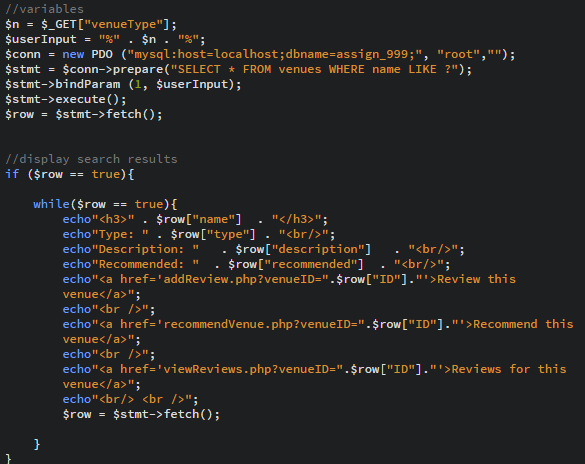 //variables
$n = $_GET["venueType"];
$userInput = "%" . $n . "%";
$conn = new PDO ("mysql:host=localhost;dbname=assign_999;", "root","");
$stmt = $conn->prepare("SELECT * FROM venues WHERE name LIKE ?");
$stmt->bindParam (1, $userInput);
$stmt->execute();
$row = $stmt->fetch();
//display search results
if ($row == true){
while($row == true){
echo"<h3>" . $row["name"]  . "</h3>";
echo"Type: " . $row["type"] . "<br/>";
echo"Description: "   . $row["description"]   . "<br/>";
echo"Recommended: "  . $row["recommended"]  . "<br/>";
echo"<a href='addReview.php?venueID=".$row["ID"]."'>Review this
venue</a>";
echo"<br />";
echo"<a href='recommendVenue.php?venueID=".$row["ID"]."'>Recommend this
venue</a>";
echo"<br />";
echo"<a href='viewReviews.php?venueID=".$row["ID"]."'>Reviews for this
venue</a>";
echo"<br/> <br />";
$row = $stmt->fetch();
}
}